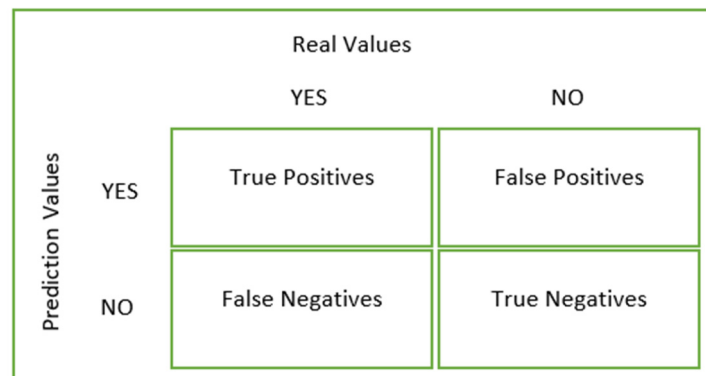 Real Values
YES NO
Prediction Values
YES True Positives False Positives
NO False Negatives True Negatives